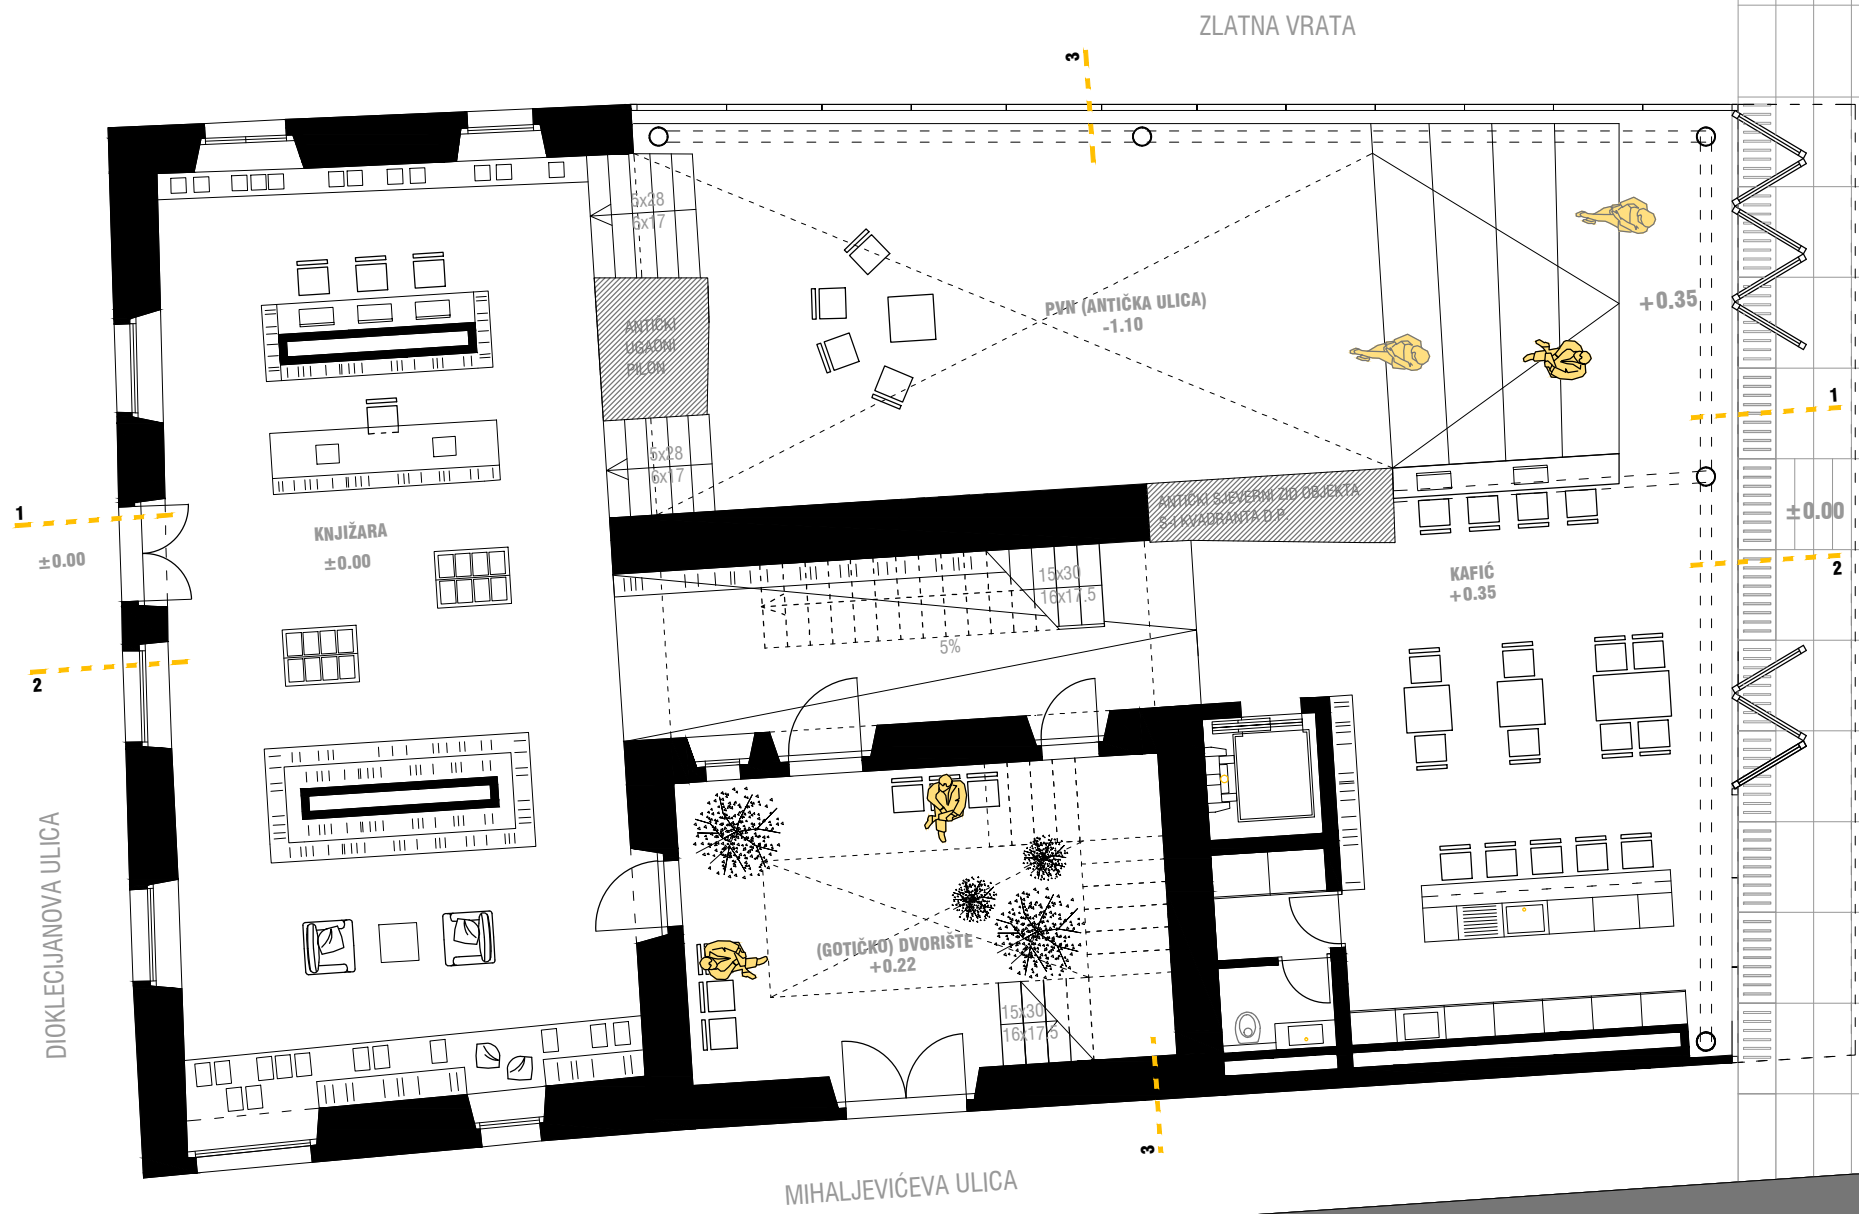 ZLATNA VRATA
3
5x28
6x17
ANTIČKI
UGAONI
PILON
PVN (ANTIČKA ULICA)
-1.10
+0.35
1
5x28
6x17
ANTIČKI SJEVERNI ZID OBJEKTA
S-I KVADRANTA D.P.
1
±0.00
KNJIŽARA
±0.00
±0.00
2
KAFIĆ
+0.35
15x30
16x17.5
5%
2
DIOKLECIJANOVA ULICA
(GOTIČKO) DVORIŠTE
+0.22
15x30
16x17.5
3
MIHALJEVIĆEVA ULICA